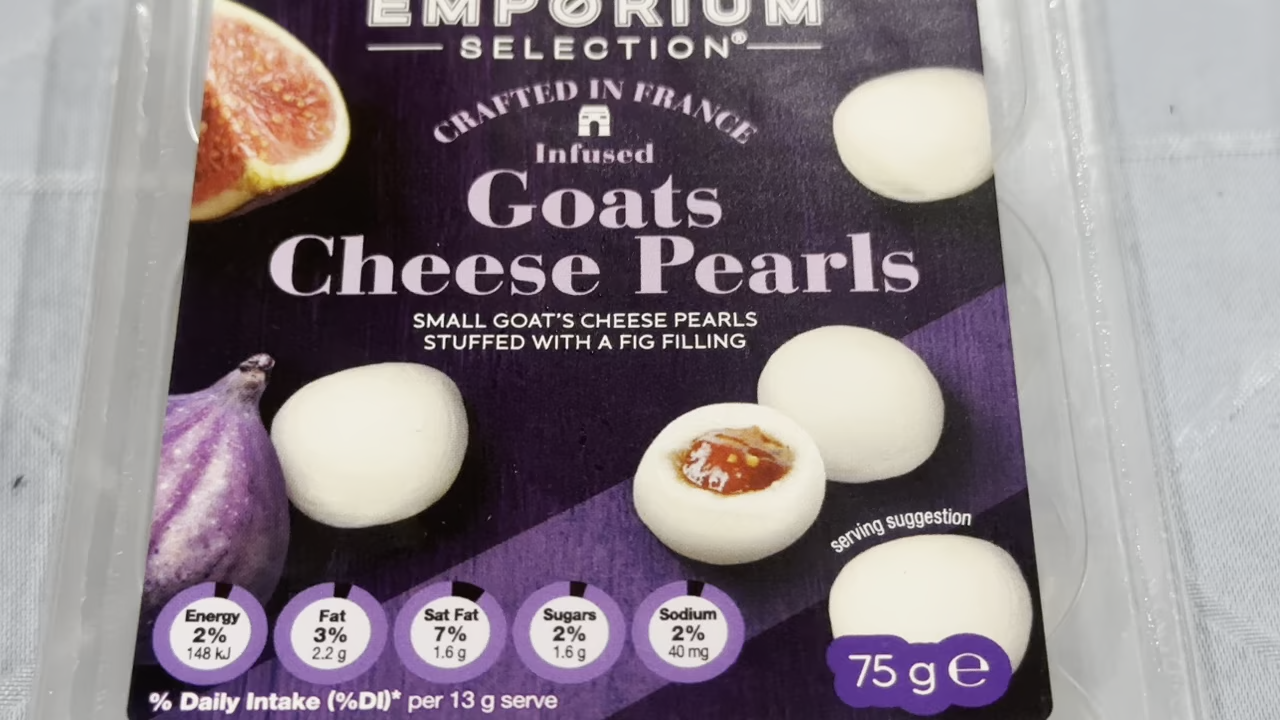 EMPORIUM
SELECTION®
CRAFTED IN FRANCE
Infused
Goats
Cheese Pearls
SMALL GOAT'S CHEESE PEARLS
STUFFED WITH A FIG FILLING
serving suggestion
Energy
2%
148 kJ
Fat
3%
2.2 g
Sat Fat
7%
1.6 g
Sugars
2%
1.6 g
Sodium
2%
40 mg
75 g e
% Daily Intake (%DI)* per 13 g serve